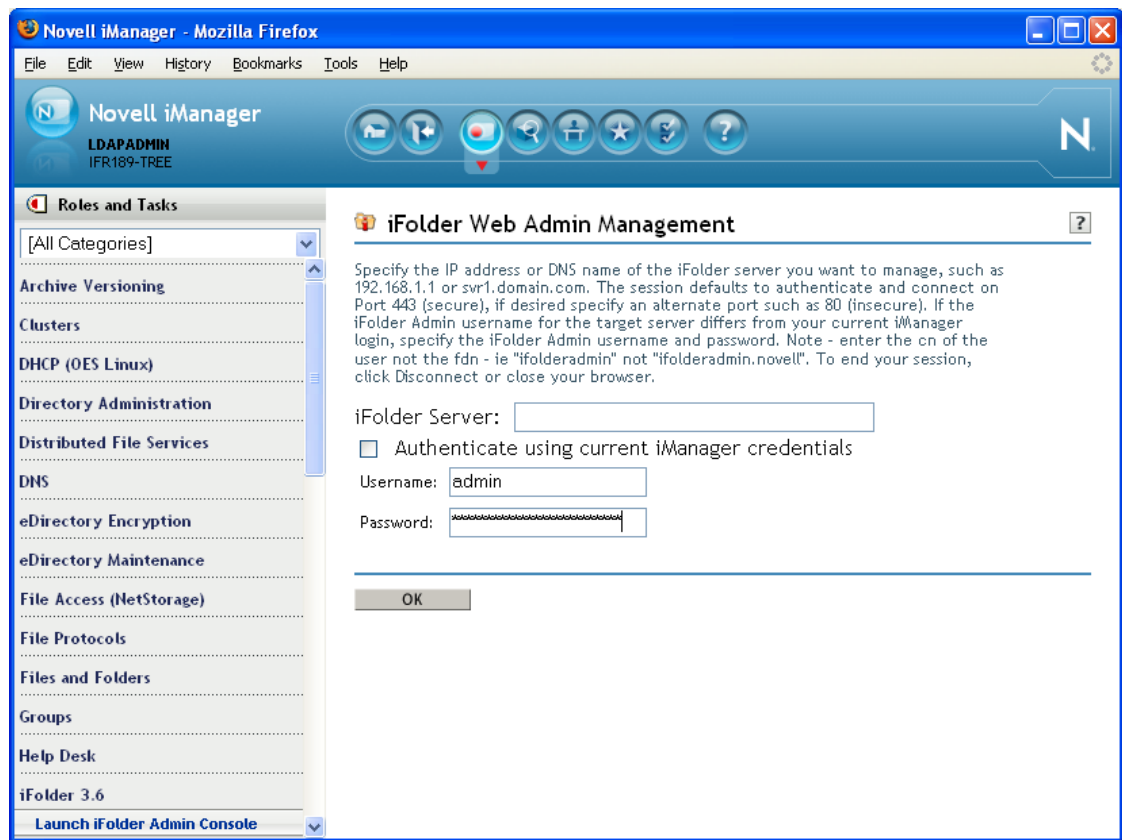 Novell iManager - Mozilla Firefox
File Edit View History Bookmarks Tools Help
Novell iManager
LDAPADMIN
IFR189-TREE
N
N
?
Roles and Tasks
[All Categories]
Archive Versioning
Clusters
DHCP (OES Linux)
Directory Administration
Distributed File Services
DNS
eDirectory Encryption
eDirectory Maintenance
File Access (NetStorage)
File Protocols
Files and Folders
Groups
Help Desk
iFolder 3.6
Launch iFolder Admin Console
iFolder Web Admin Management
?
Specify the IP address or DNS name of the iFolder server you want to manage, such as
192.168.1.1 or svr1.domain.com. The session defaults to authenticate and connect on
Port 443 (secure), if desired specify an alternate port such as 80 (insecure). If the
iFolder Admin username for the target server differs from your current iManager
login, specify the iFolder Admin username and password. Note - enter the cn of the
user not the fdn - ie "ifolderadmin" not "ifolderadmin.novell". To end your session,
click Disconnect or close your browser.
iFolder Server:
Authenticate using current iManager credentials
Username: admin
Password: **************************
OK